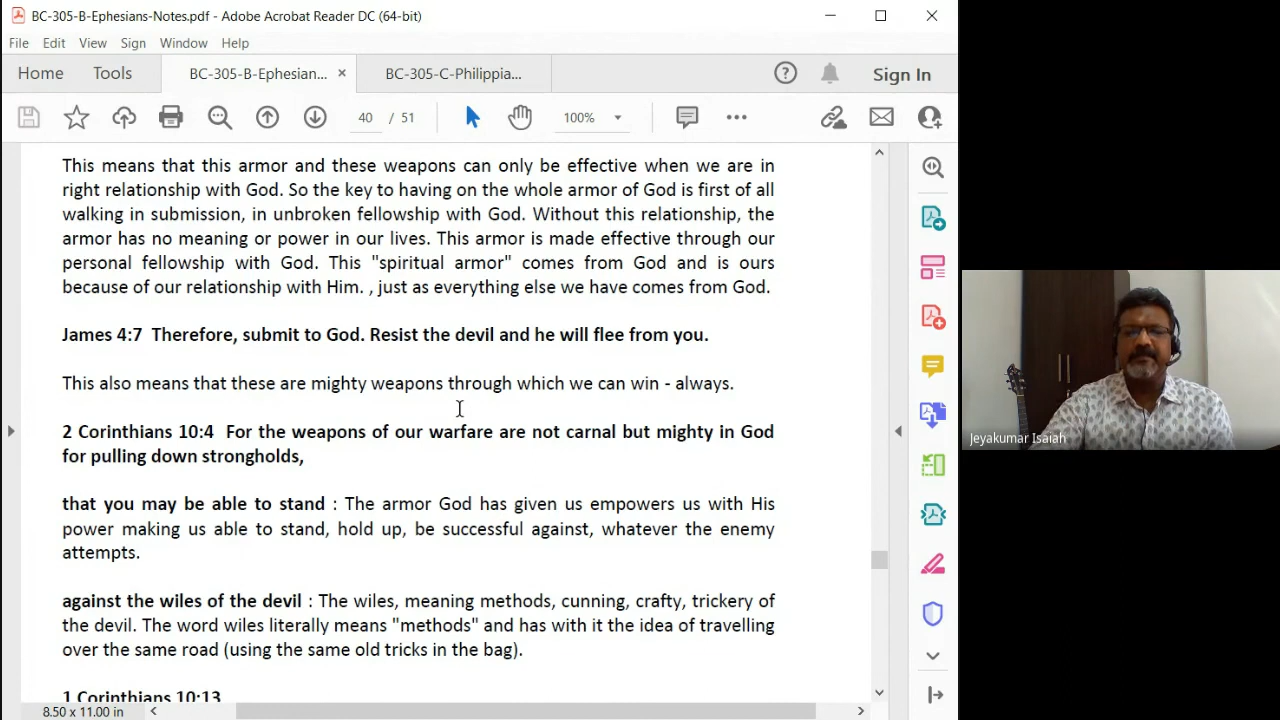 BC-305-B-Ephesians-Notes.pdf - Adobe Acrobat Reader DC (64-bit)
File Edit View Sign Window Help
Home Tools BC-305-B-Ephesian... × BC-305-C-Philippia... Sign In
40 / 51 100%
This means that this armor and these weapons can only be effective when we are in
right relationship with God. So the key to having on the whole armor of God is first of all
walking in submission, in unbroken fellowship with God. Without this relationship, the
armor has no meaning or power in our lives. This armor is made effective through our
personal fellowship with God. This "spiritual armor" comes from God and is ours
because of our relationship with Him. , just as everything else we have comes from God.
James 4:7 Therefore, submit to God. Resist the devil and he will flee from you.
This also means that these are mighty weapons through which we can win - always.
2 Corinthians 10:4 For the weapons of our warfare are not carnal but mighty in God
for pulling down strongholds,
that you may be able to stand : The armor God has given us empowers us with His
power making us able to stand, hold up, be successful against, whatever the enemy
attempts.
against the wiles of the devil : The wiles, meaning methods, cunning, crafty, trickery of
the devil. The word wiles literally means "methods" and has with it the idea of travelling
over the same road (using the same old tricks in the bag).
1 Corinthians 10:13
8.50 x 11.00 in
Jeyakumar Isaiah